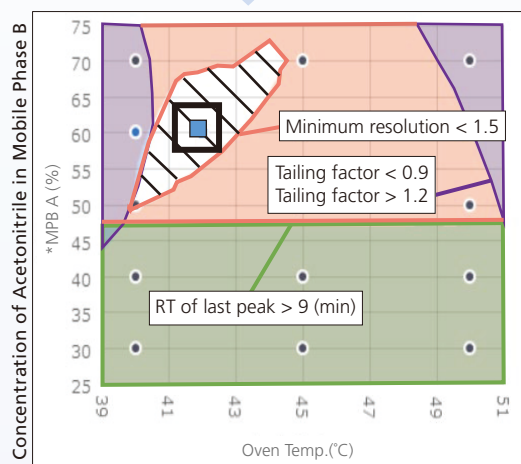 Concentration of Acetonitrile in Mobile Phase B
*MPB A (%)
75
70
65
60
55
50
45
40
35
30
25
Minimum resolution < 1.5
Tailing factor < 0.9
Tailing factor > 1.2
RT of last peak > 9 (min)
39
41
43
45
47
49
51
Oven Temp.(°C)